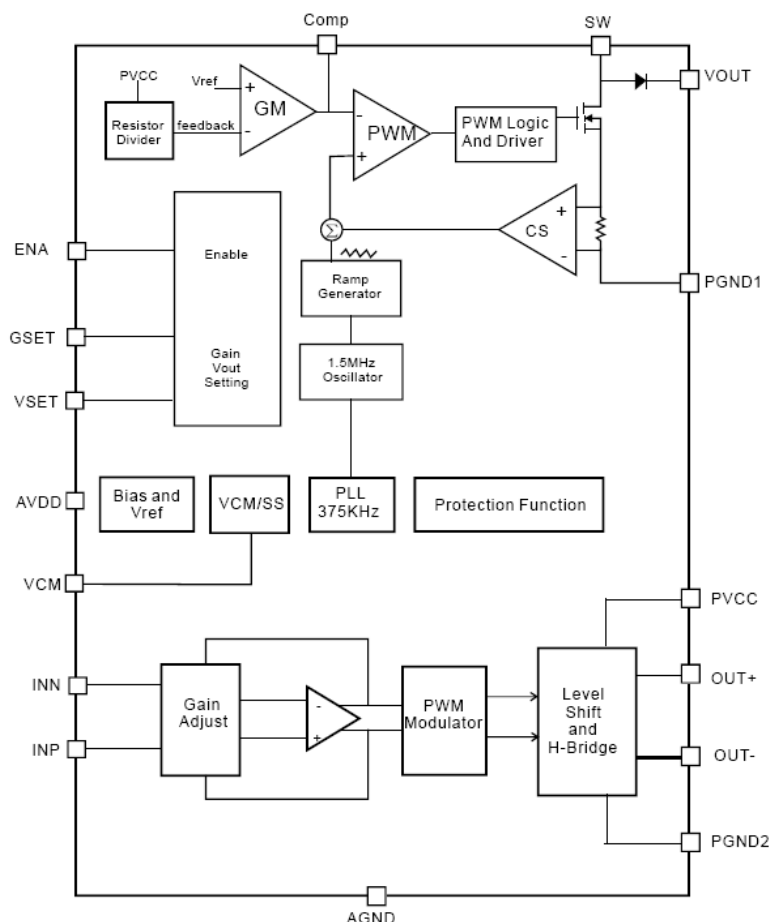 Comp
SW
PVCC
Vref
+
GM
-
VOUT
Resistor
Divider
feedback
-
PWM
+
PWM Logic
And Driver
ENA
Enable
Σ
+
CS
-
Ramp
Generator
PGND1
GSET
Gain
Vout
Setting
1.5MHz
Oscillator
VSET
AVDD
Bias and
Vref
VCM/SS
PLL
375KHz
Protection Function
VCM
PVCC
INN
Gain
Adjust
-
+
PWM
Modulator
Level
Shift
and
H-Bridge
OUT+
INP
OUT-
PGND2
AGND